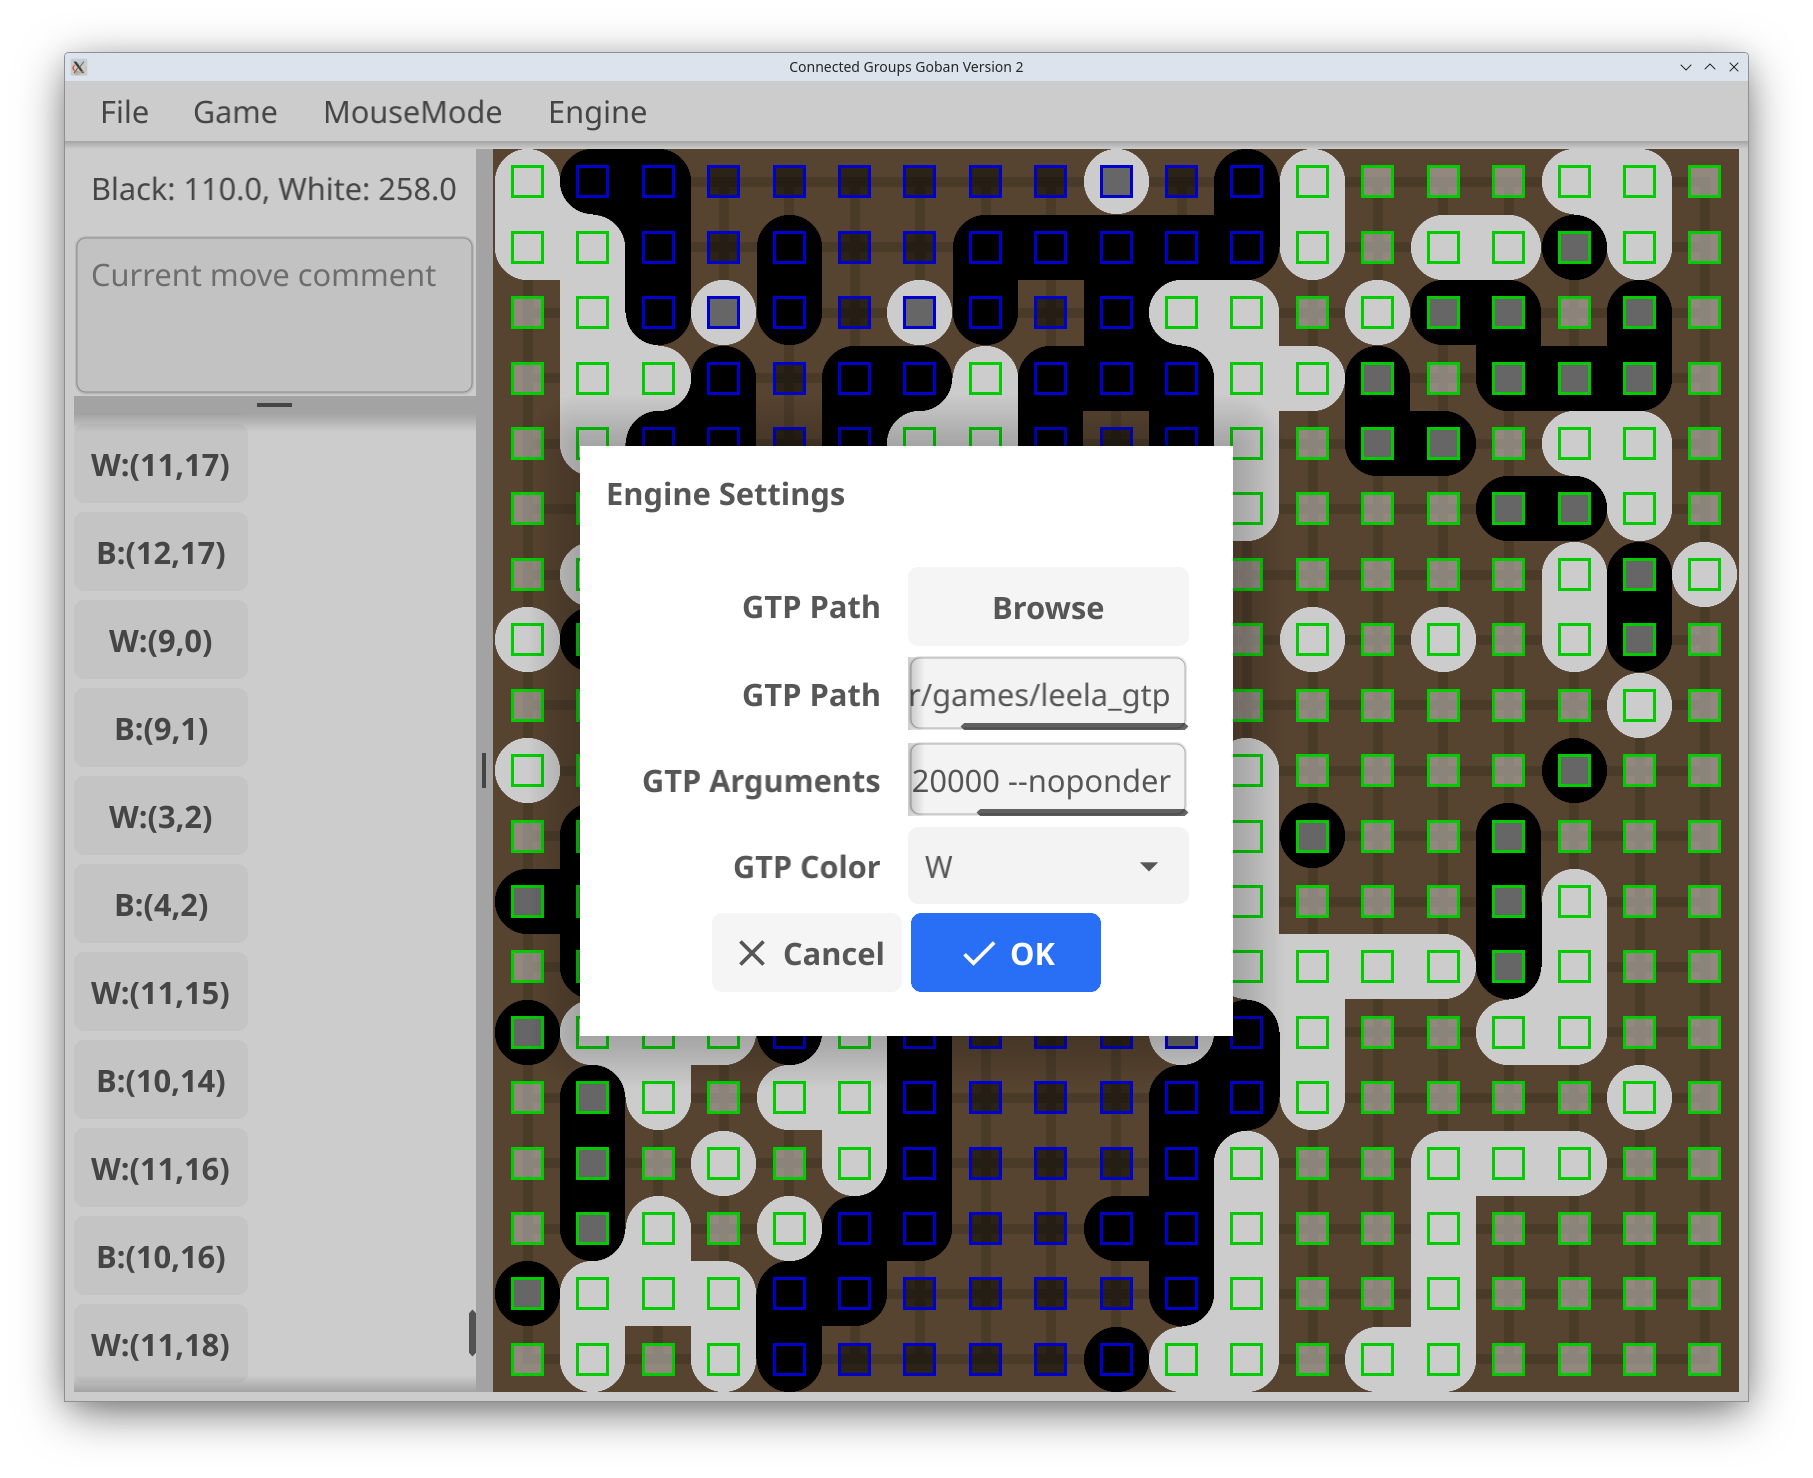 Connected Groups Goban Version 2
File Game MouseMode Engine
Black: 110.0, White: 258.0
Current move comment
W:(11,17)
B:(12,17)
W:(9,0)
B:(9,1)
W:(3,2)
B:(4,2)
W:(11,15)
B:(10,14)
W:(11,16)
B:(10,16)
W:(11,18)
Engine Settings
GTP Path Browse
GTP Path r/games/leela_gtp
GTP Arguments 20000 --noponder
GTP Color W
Cancel OK